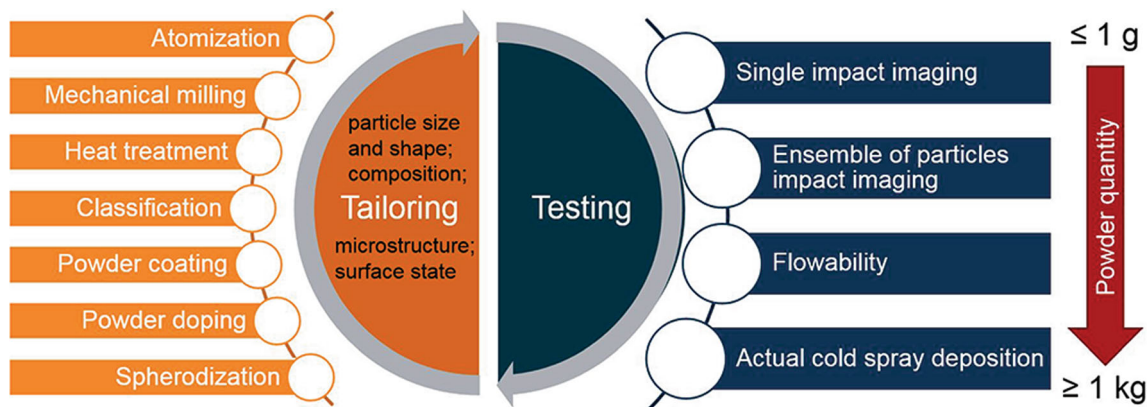 Atomization
Mechanical milling
Heat treatment
Classification
Powder coating
Powder doping
Spherodization
particle size
and shape;
composition;
Tailoring
microstructure;
surface state
Testing
Single impact imaging
Ensemble of particles
impact imaging
Flowability
Actual cold spray deposition
≤ 1 g
Powder quantity
≥ 1 kg